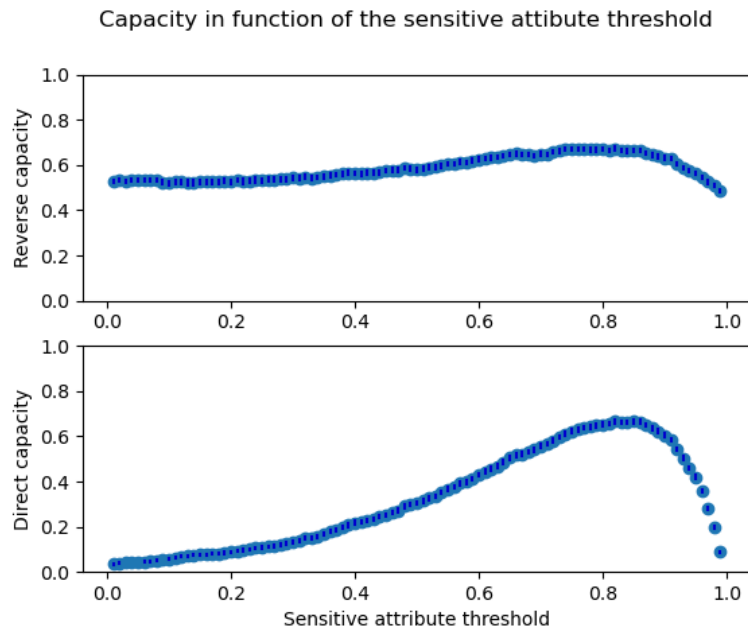 Capacity in function of the sensitive attibute threshold
1.0
0.8
0.6
0.4
0.2
0.0
Reverse capacity
0.0 0.2 0.4 0.6 0.8 1.0
1.0
0.8
0.6
0.4
0.2
0.0
Direct capacity
0.0 0.2 0.4 0.6 0.8 1.0
Sensitive attribute threshold